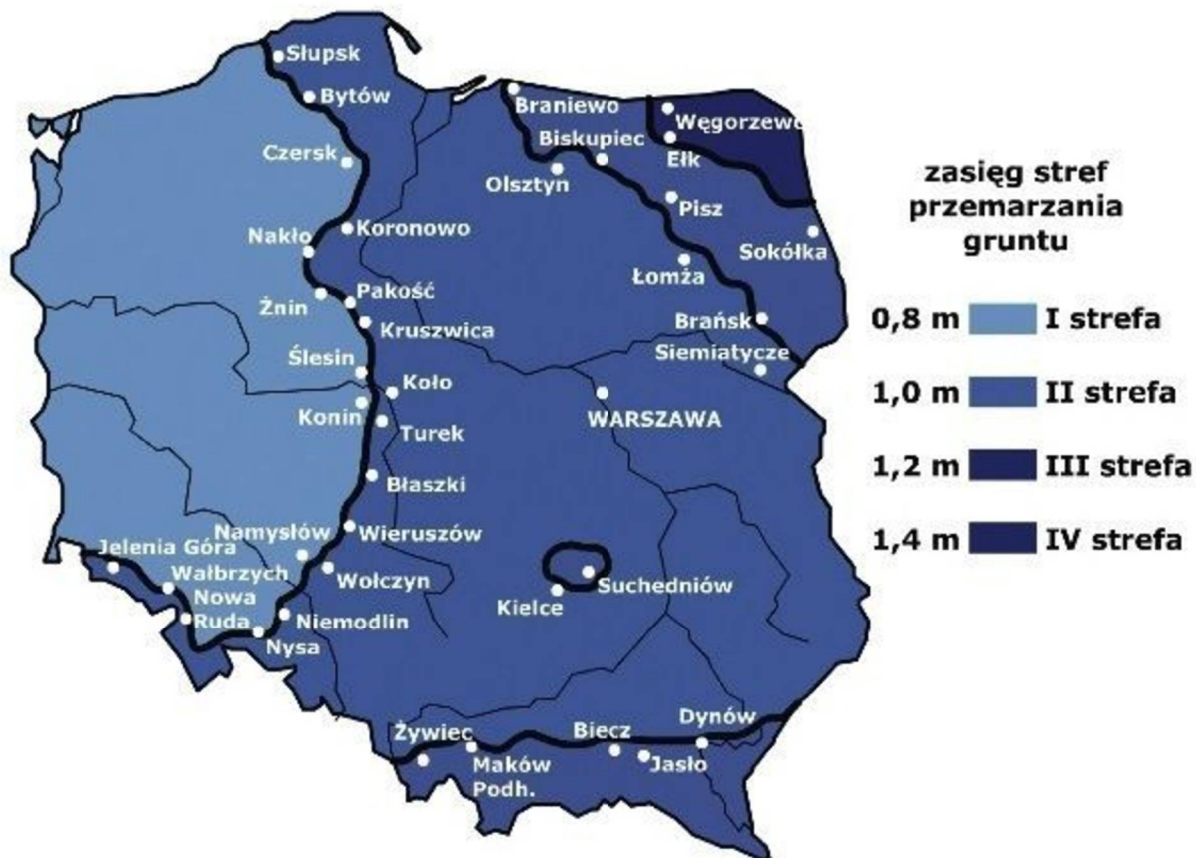 Słupsk
Bytów
Braniewo
Węgorzewo
Biskupiec
Czersk
Ełk
Olsztyn
Pisz
Koronowo
Nakło
Sokółka
Łomża
Żnin
Pakość
Kruszwica
Brańsk
Siemiatycze
Ślesin
Koło
Konin
WARSZAWA
Turek
Błaszki
Namysłów
Wieruszów
Jelenia Góra
Wałbrzych
Wołczyn
Nowa
Ruda
Suchedniów
Kielce
Niemodlin
Nysa
Dynów
Żywiec
Biecz
Maków
Podh.
Jasło
zasięg stref
przemarzania
gruntu
0,8 m I strefa
1,0 m II strefa
1,2 m III strefa
1,4 m IV strefa